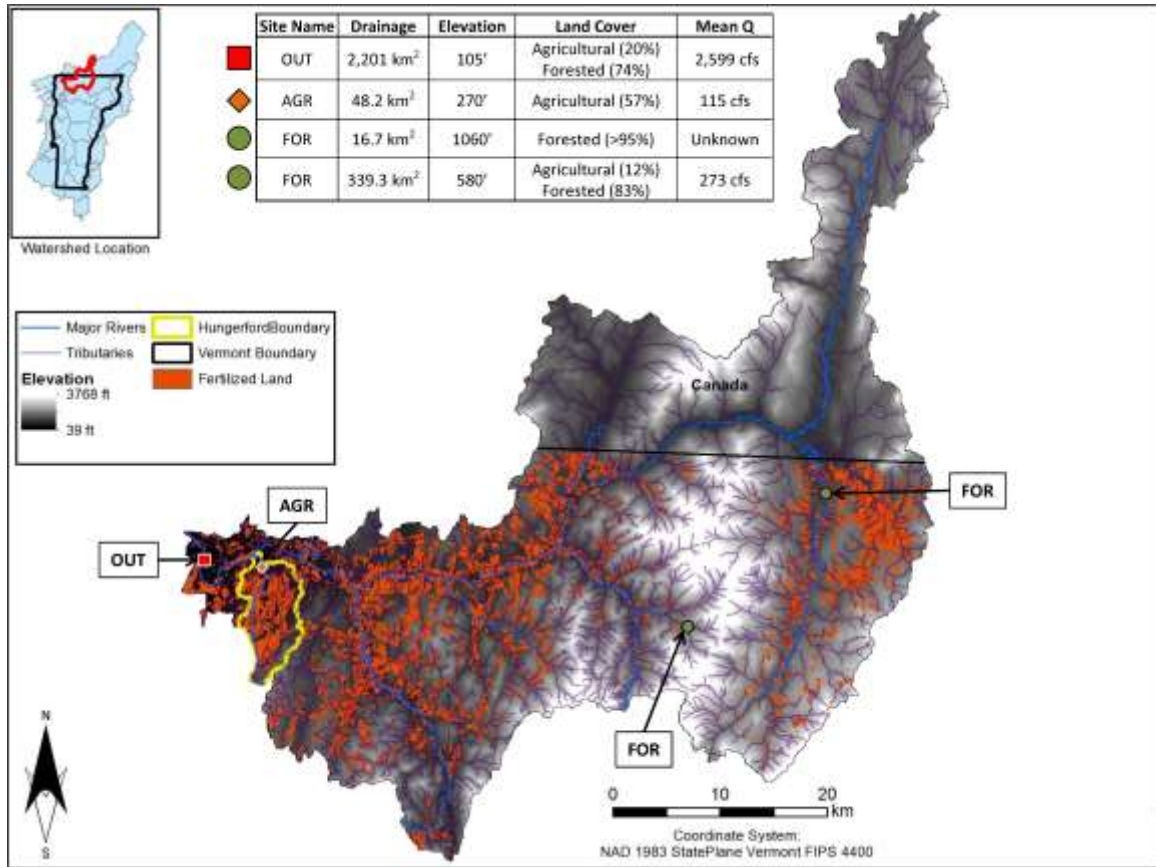 Site Name Drainage Elevation Land Cover Mean Q
OUT 2,201 km² 105' Agricultural (20%) Forested (74%) 2,599 cfs
AGR 48.2 km² 270' Agricultural (57%) 115 cfs
FOR 16.7 km² 1060' Forested (>95%) Unknown
FOR 339.3 km² 580' Agricultural (12%) Forested (83%) 273 cfs
Watershed Location
Major Rivers HungerfordBoundary
Tributaries Vermont Boundary
Elevation Fertilized Land
3768 ft
39 ft
Canada
FOR
AGR
OUT
FOR
N
S
0 10 20
km
Coordinate System:
NAD 1983 StatePlane Vermont FIPS 4400